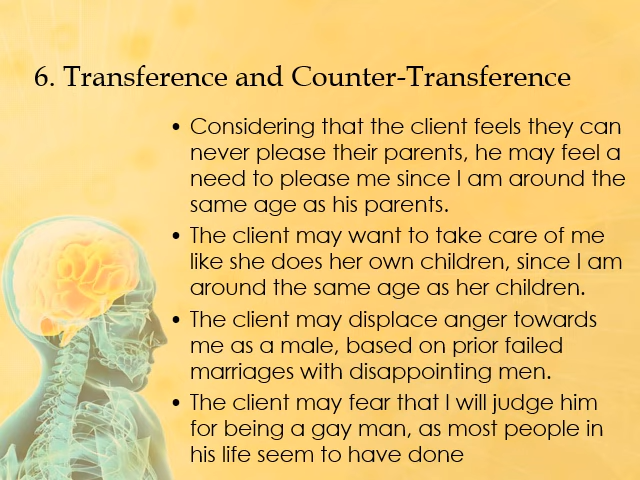 6. Transference and Counter-Transference
• Considering that the client feels they can
never please their parents, he may feel a
need to please me since I am around the
same age as his parents.
• The client may want to take care of me
like she does her own children, since I am
around the same age as her children.
• The client may displace anger towards
me as a male, based on prior failed
marriages with disappointing men.
• The client may fear that I will judge him
for being a gay man, as most people in
his life seem to have done